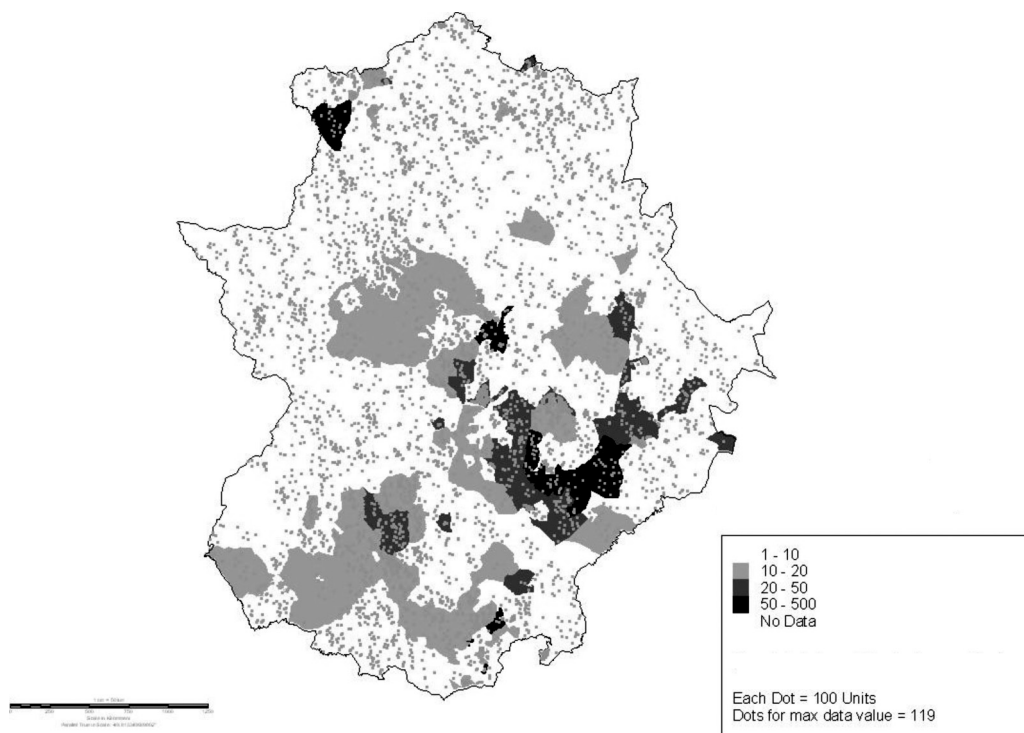 1 - 10
10 - 20
20 - 50
50 - 500
No Data
Each Dot = 100 Units
Dots for max data value = 119
0